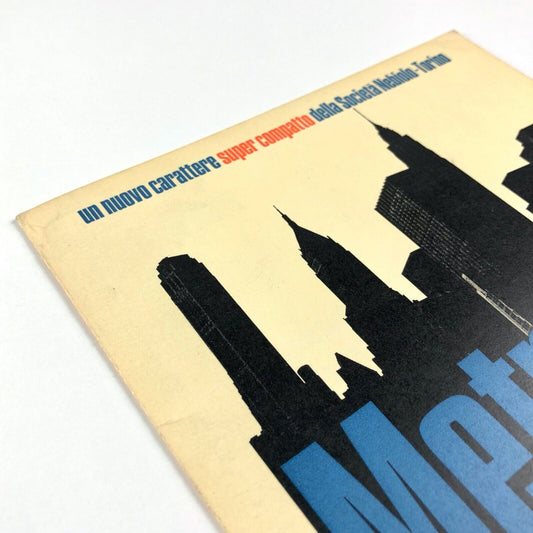 un nuovo carattere super compatto della Società Nebiolo-Torino
Met